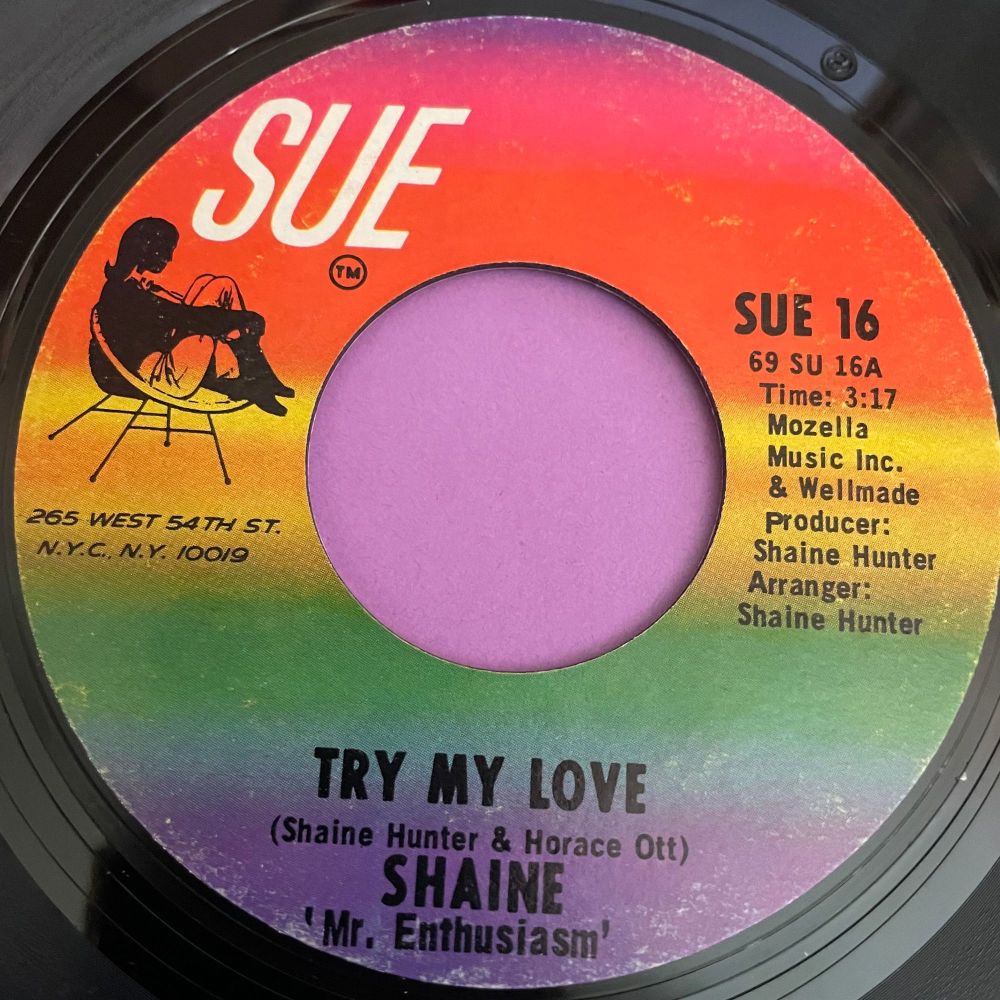 SUE
TM
SUE 16
69 SU 16A
Time: 3:17
Mozella
Music Inc.
& Wellmade
Producer:
Shaine Hunter
Arranger:
Shaine Hunter
265 WEST 54TH ST.
N.Y.C., N.Y. 10019
TRY MY LOVE
(Shaine Hunter & Horace Ott)
SHAINE
'Mr. Enthusiasm'